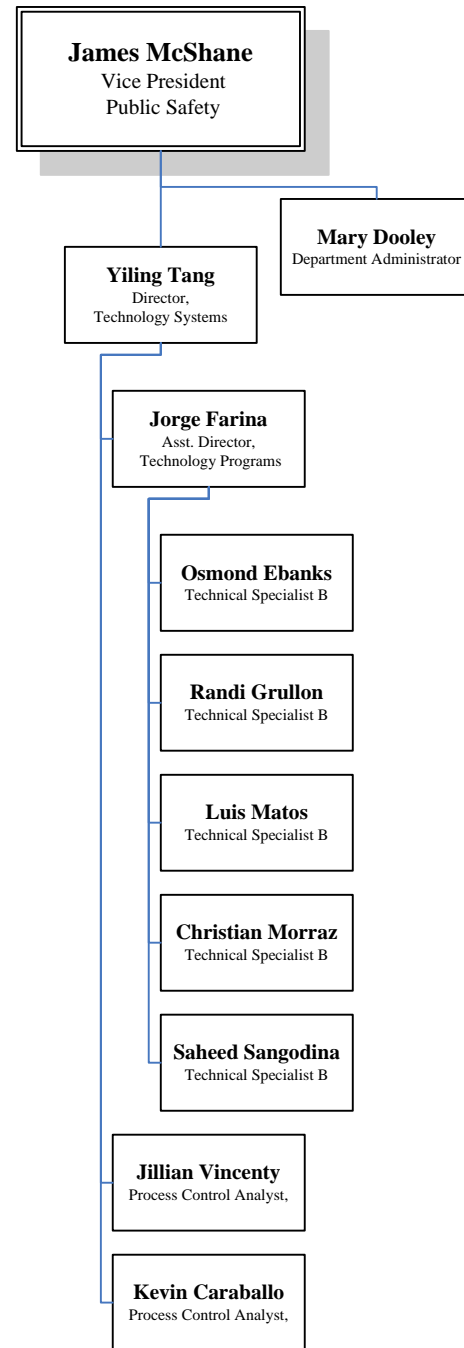 James McShane
Vice President
Public Safety
Mary Dooley
Department Administrator
Yiling Tang
Director,
Technology Systems
Jorge Farina
Asst. Director,
Technology Programs
Osmond Ebanks
Technical Specialist B
Randi Grullon
Technical Specialist B
Luis Matos
Technical Specialist B
Christian Morraz
Technical Specialist B
Saheed Sangodina
Technical Specialist B
Jillian Vincenty
Process Control Analyst,
Kevin Caraballo
Process Control Analyst,